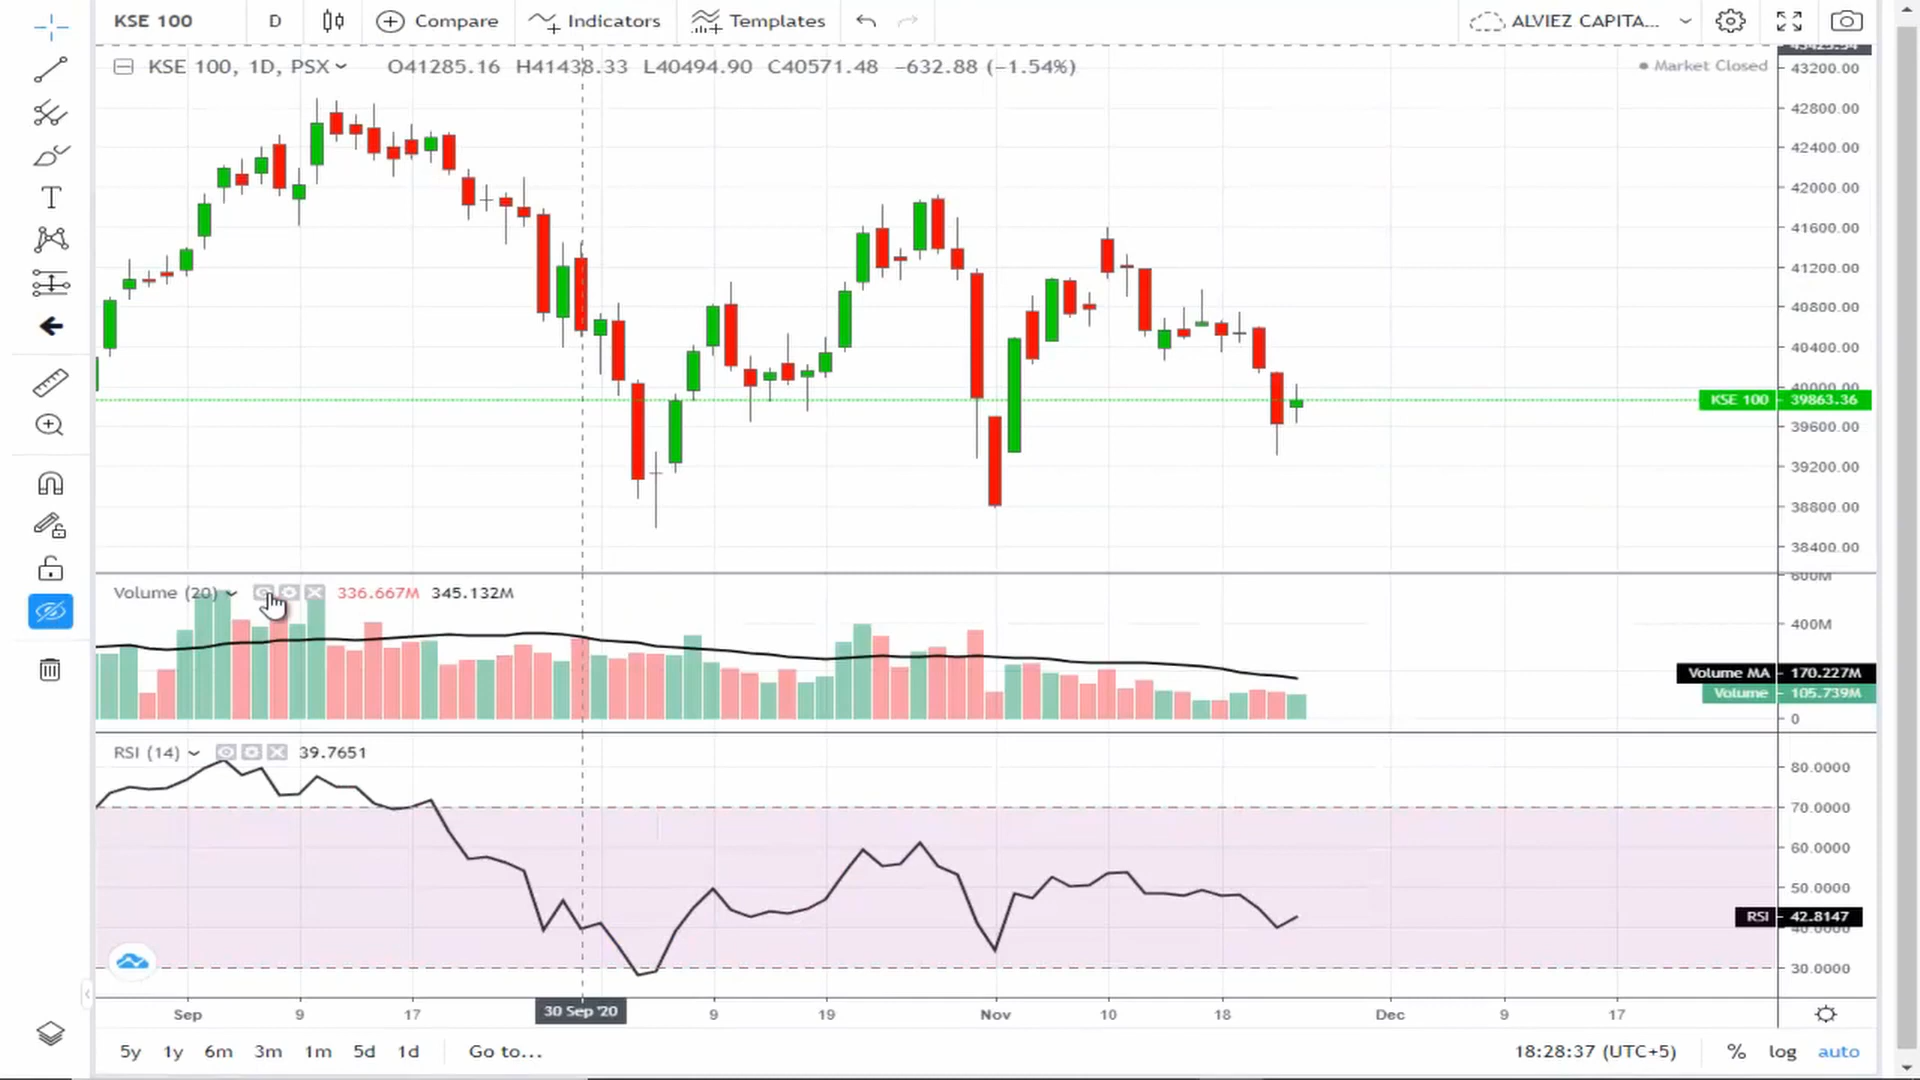 KSE 100
D
Compare
Indicators
Templates
ALVIEZ CAPITA...
KSE 100, 1D, PSX
O41285.16 H41438.33 L40494.90 C40571.48 −632.88 (−1.54%)
Market Closed
43200.00
42800.00
42400.00
42000.00
41600.00
41200.00
40800.00
40400.00
40000.00
KSE 100 39863.36
39600.00
39200.00
38800.00
38400.00
Volume (20)
336.667M 345.132M
600M
400M
Volume MA 170.227M
Volume 105.739M
0
RSI (14)
39.7651
80.0000
70.0000
60.0000
50.0000
RSI 42.8147
40.0000
30.0000
Sep 9 17 30 Sep '20 9 19 Nov 10 18 Dec 9 17
5y 1y 6m 3m 1m 5d 1d Go to...
18:28:37 (UTC+5) % log auto